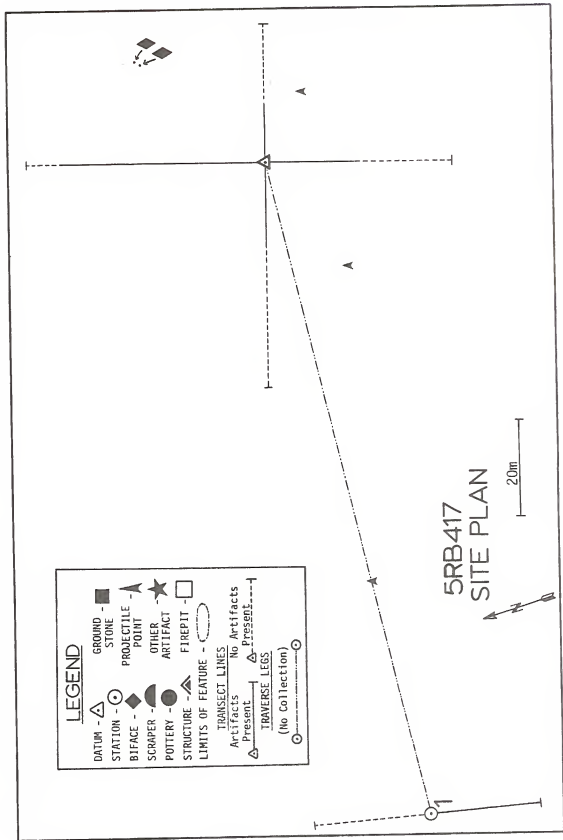 LEGEND
DATUM -
STATION -
BIFACE -
SCRAPER -
POTTERY -
STRUCTURE -
LIMITS OF FEATURE -
GROUND
STONE -
PROJECTILE
POINT -
OTHER
ARTIFACT -
FIREPIT -
TRANSECT LINES
Artifacts
Present
No Artifacts
Present
TRAVERSE LEGS
(No Collection)
5RB417
SITE PLAN
20m
N
1